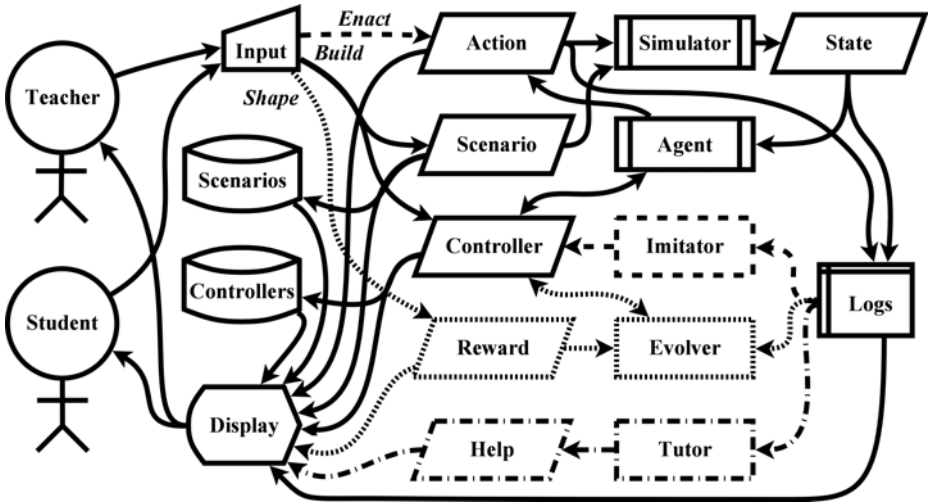 Enact
Input
Build
Action
Simulator
State
Teacher
Shape
Scenario
Agent
Scenarios
Controller
Imitator
Controllers
Logs
Student
Reward
Evolver
Display
Help
Tutor